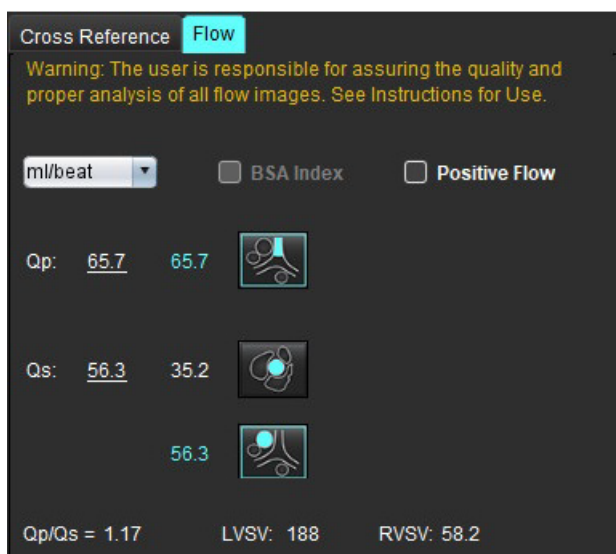 Cross Reference Flow
Warning: The user is responsible for assuring the quality and
proper analysis of all flow images. See Instructions for Use.
ml/beat BSA Index Positive Flow
Qp: 65.7 65.7
Qs: 56.3 35.2
56.3
Qp/Qs = 1.17 LVSV: 188 RVSV: 58.2